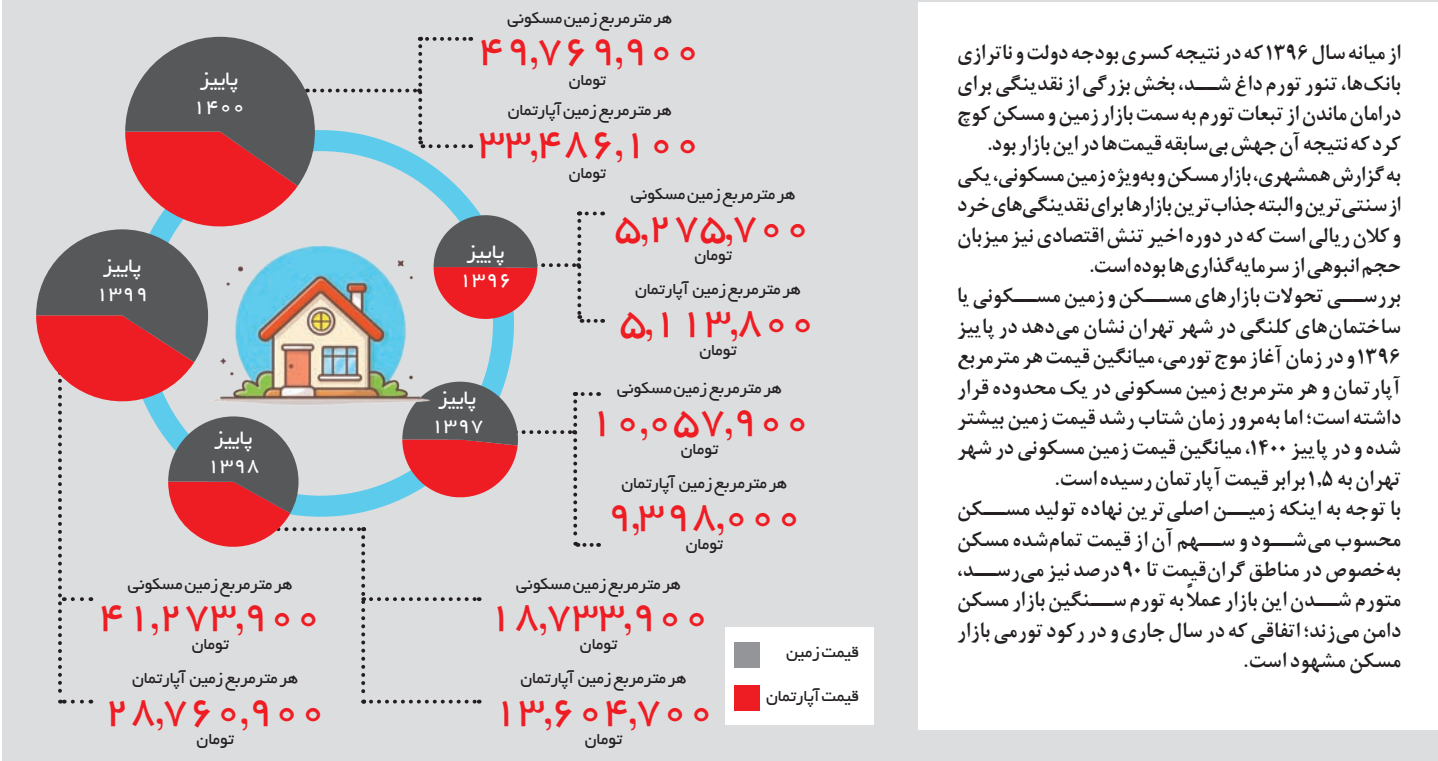 از میانه سال ۱۳۹۶ که در نتیجه کسری بودجه دولت و ناترازی
بانک‌ها، تنور تورم داغ شد، بخش بزرگی از نقدینگی برای
درامان ماندن از تبعات تورم به سمت بازار زمین و مسکن کوچ
کرد که نتیجه آن جهش بی‌سابقه قیمت‌ها در این بازار بود.
به گزارش همشهری، بازار مسکن و به‌ویژه زمین مسکونی، یکی
از سنتی‌ترین و البته جذاب‌ترین بازارها برای نقدینگی‌های خرد
و کلان ریالی است که در دوره اخیر تنش اقتصادی نیز میزبان
حجم انبوهی از سرمایه‌گذاری‌ها بوده است.
بررسی تحولات بازارهای مسکن و زمین مسکونی یا
ساختمان‌های کلنگی در شهر تهران نشان می‌دهد در پاییز
۱۳۹۶و در زمان آغاز موج تورمی، میانگین قیمت هر مترمربع
آپارتمان و هر مترمربع زمین مسکونی در یک محدوده قرار
داشته است؛ اما به‌مرور زمان شتاب رشد قیمت زمین بیشتر
شده و در پاییز ۱۴۰۰، میانگین قیمت زمین مسکونی در شهر
تهران به ۱,۵ برابر قیمت آپارتمان رسیده است.
با توجه به اینکه زمین اصلی‌ترین نهاده تولید مسکن
محسوب می‌شود و سهم آن از قیمت تمام‌شده مسکن
به‌خصوص در مناطق گران‌قیمت تا ۹۰ درصد نیز می‌رسد،
متورم شدن این بازار عملاً به تورم سنگین بازار مسکن
دامن می‌زند؛ اتفاقی که در سال جاری و در رکود تورمی بازار
مسکن مشهود است.
پاییز
۱۴۰۰
هر مترمربع زمین مسکونی
۴۹,۷۶۹,۹۰۰
تومان
هر مترمربع زمین آپارتمان
۳۳,۴۸۶,۱۰۰
تومان
پاییز
۱۳۹۶
هر مترمربع زمین مسکونی
۵,۲۷۵,۷۰۰
تومان
هر مترمربع زمین آپارتمان
۵,۱۱۳,۸۰۰
تومان
پاییز
۱۳۹۷
هر مترمربع زمین مسکونی
۱۰,۰۵۷,۹۰۰
تومان
هر مترمربع زمین آپارتمان
۹,۳۹۸,۰۰۰
تومان
پاییز
۱۳۹۸
هر مترمربع زمین مسکونی
۱۸,۷۳۳,۹۰۰
تومان
هر مترمربع زمین آپارتمان
۱۳,۶۰۴,۷۰۰
تومان
پاییز
۱۳۹۹
هر مترمربع زمین مسکونی
۴۱,۲۷۳,۹۰۰
تومان
هر مترمربع زمین آپارتمان
۲۸,۷۶۰,۹۰۰
تومان
قیمت زمین
قیمت آپارتمان